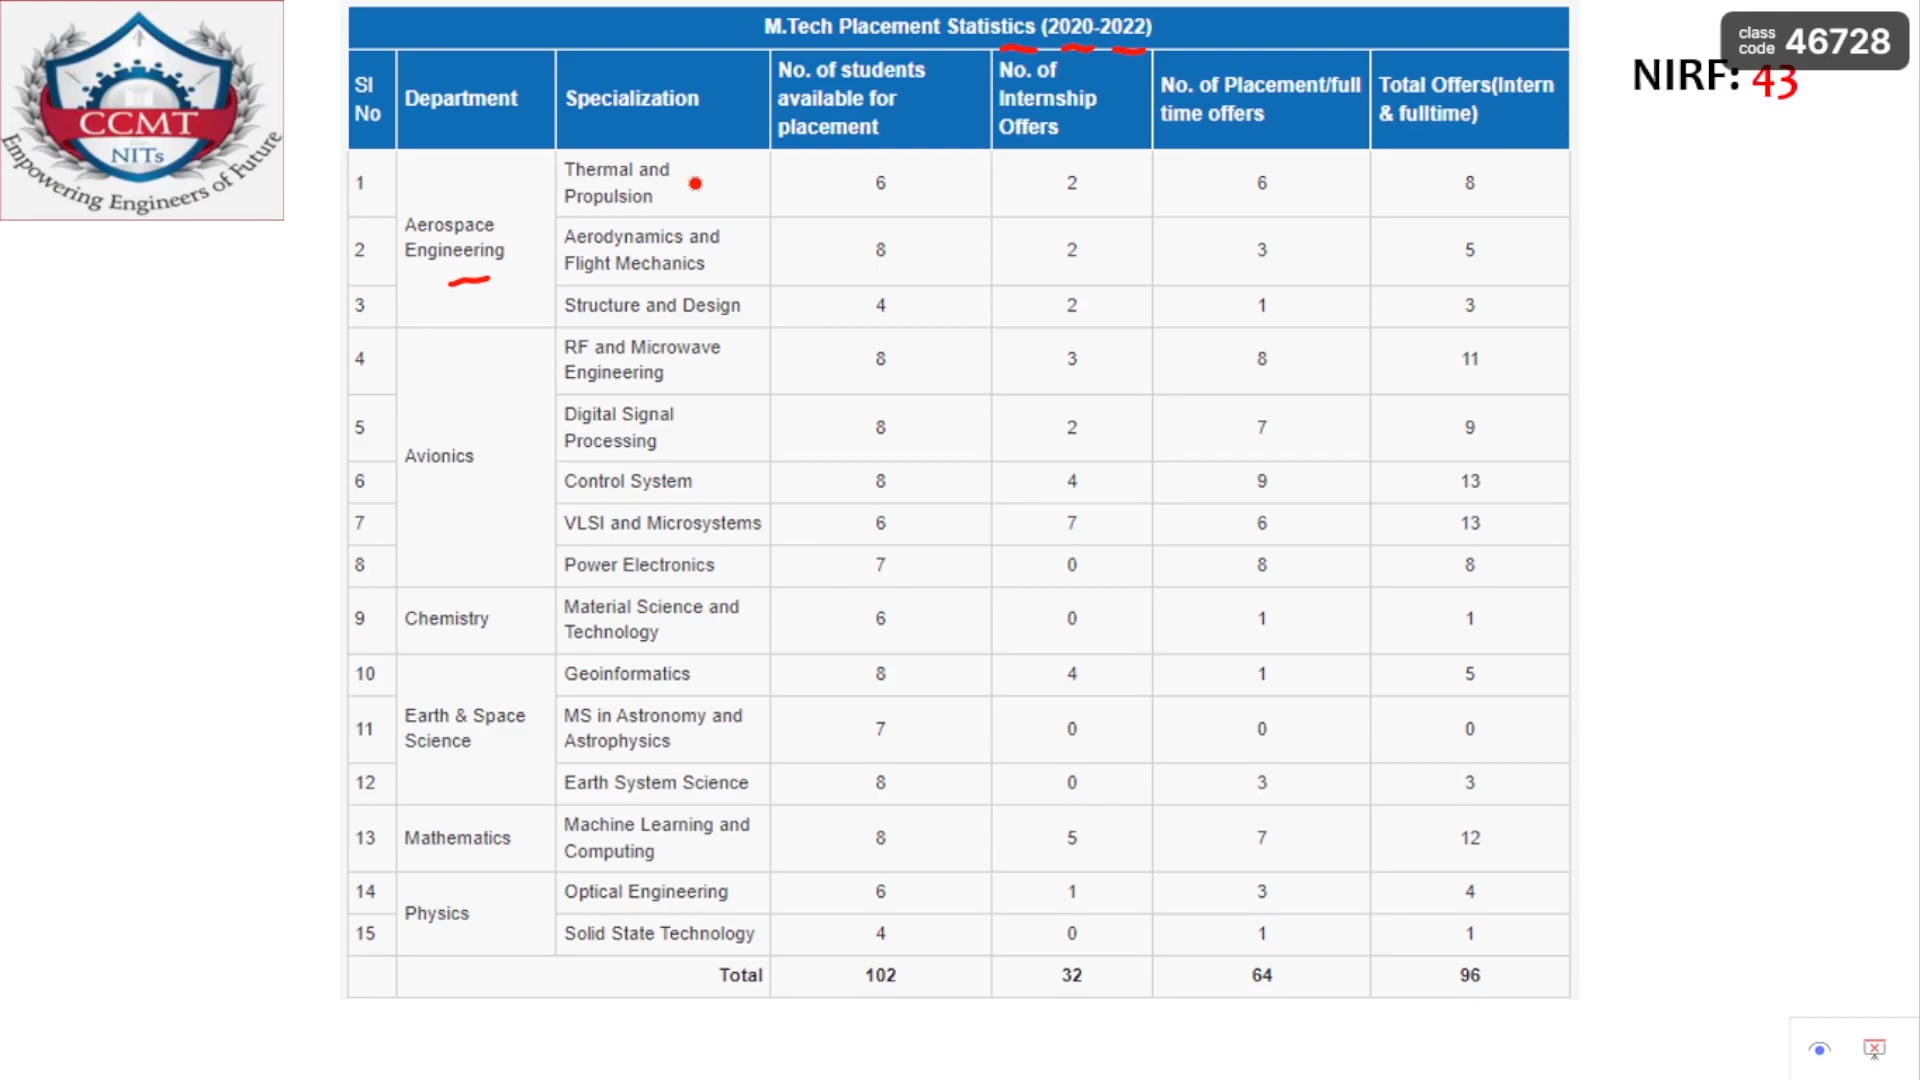 CCMT
NITs
Empowering Engineers of Future
class code 46728
NIRF: 43
M.Tech Placement Statistics (2020-2022)
Sl No | Department | Specialization | No. of students available for placement | No. of Internship Offers | No. of Placement/full time offers | Total Offers(Intern & fulltime)
1 | Aerospace Engineering | Thermal and Propulsion | 6 | 2 | 6 | 8
2 | Aerodynamics and Flight Mechanics | 8 | 2 | 3 | 5
3 | Structure and Design | 4 | 2 | 1 | 3
4 | Avionics | RF and Microwave Engineering | 8 | 3 | 8 | 11
5 | Digital Signal Processing | 8 | 2 | 7 | 9
6 | Control System | 8 | 4 | 9 | 13
7 | VLSI and Microsystems | 6 | 7 | 6 | 13
8 | Power Electronics | 7 | 0 | 8 | 8
9 | Chemistry | Material Science and Technology | 6 | 0 | 1 | 1
10 | Earth & Space Science | Geoinformatics | 8 | 4 | 1 | 5
11 | MS in Astronomy and Astrophysics | 7 | 0 | 0 | 0
12 | Earth System Science | 8 | 0 | 3 | 3
13 | Mathematics | Machine Learning and Computing | 8 | 5 | 7 | 12
14 | Physics | Optical Engineering | 6 | 1 | 3 | 4
15 | Solid State Technology | 4 | 0 | 1 | 1
Total | 102 | 32 | 64 | 96